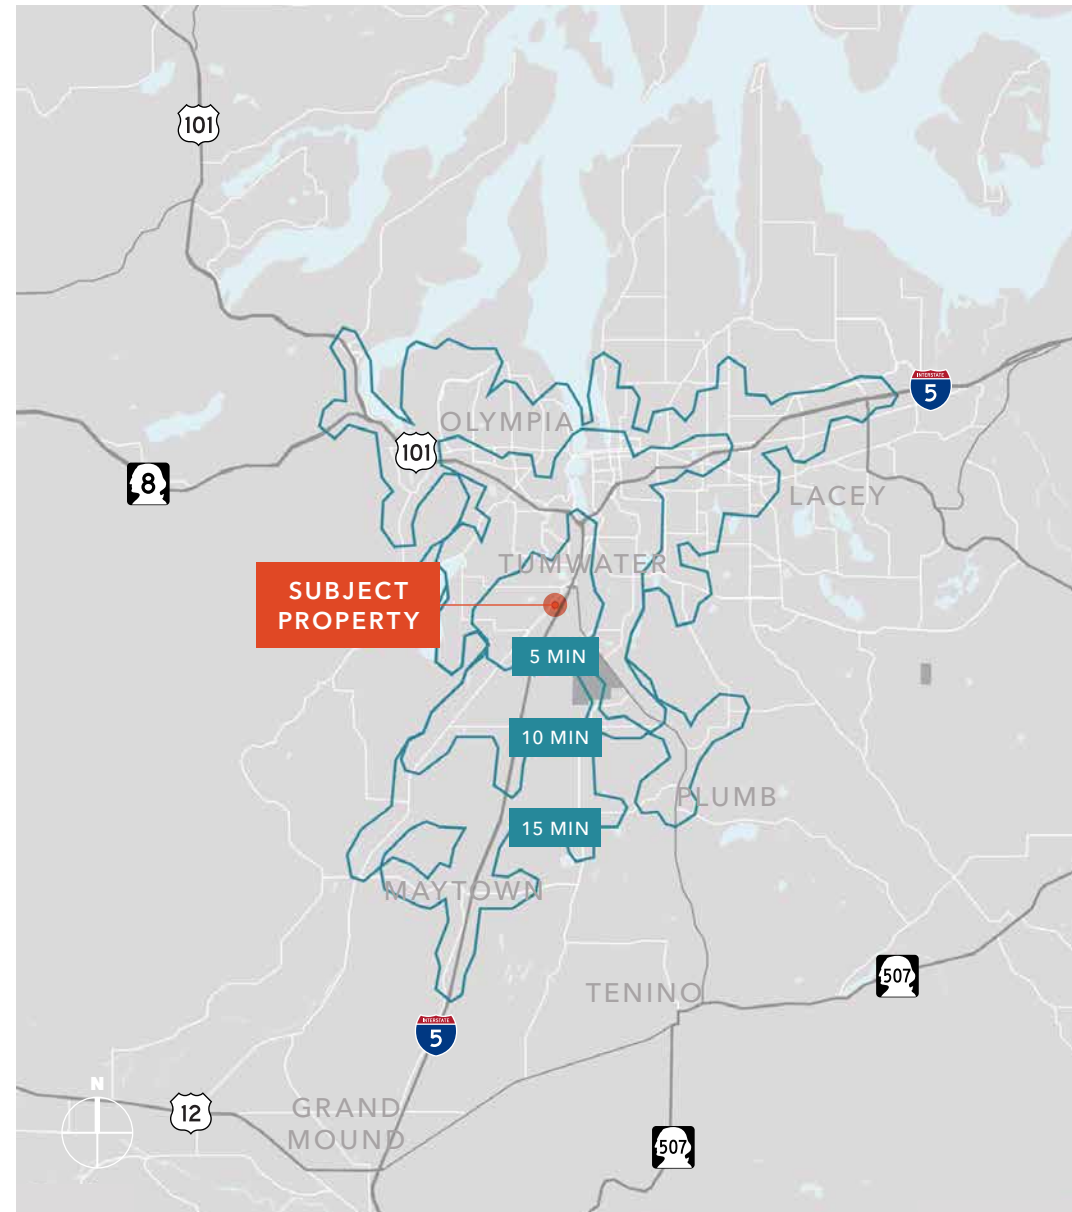 101
INTERSTATE
5
OLYMPIA
101
8
LACEY
TUMWATER
SUBJECT
PROPERTY
5 MIN
10 MIN
PLUMB
15 MIN
MAYTOWN
507
TENINO
INTERSTATE
5
N
12
GRAND
MOUND
507